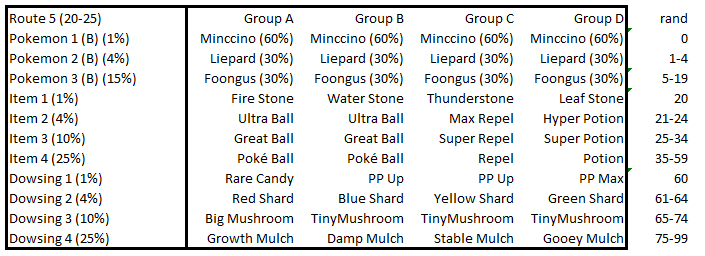 Route 5 (20-25) Group A Group B Group C Group D rand
Pokemon 1 (B) (1%) Minccino (60%) Minccino (60%) Minccino (60%) Minccino (60%) 0
Pokemon 2 (B) (4%) Liepard (30%) Liepard (30%) Liepard (30%) Liepard (30%) 1-4
Pokemon 3 (B) (15%) Foongus (30%) Foongus (30%) Foongus (30%) Foongus (30%) 5-19
Item 1 (1%) Fire Stone Water Stone Thunderstone Leaf Stone 20
Item 2 (4%) Ultra Ball Ultra Ball Max Repel Hyper Potion 21-24
Item 3 (10%) Great Ball Great Ball Super Repel Super Potion 25-34
Item 4 (25%) Poké Ball Poké Ball Repel Potion 35-59
Dowsing 1 (1%) Rare Candy PP Up PP Up PP Max 60
Dowsing 2 (4%) Red Shard Blue Shard Yellow Shard Green Shard 61-64
Dowsing 3 (10%) Big Mushroom TinyMushroom TinyMushroom TinyMushroom 65-74
Dowsing 4 (25%) Growth Mulch Damp Mulch Stable Mulch Gooey Mulch 75-99